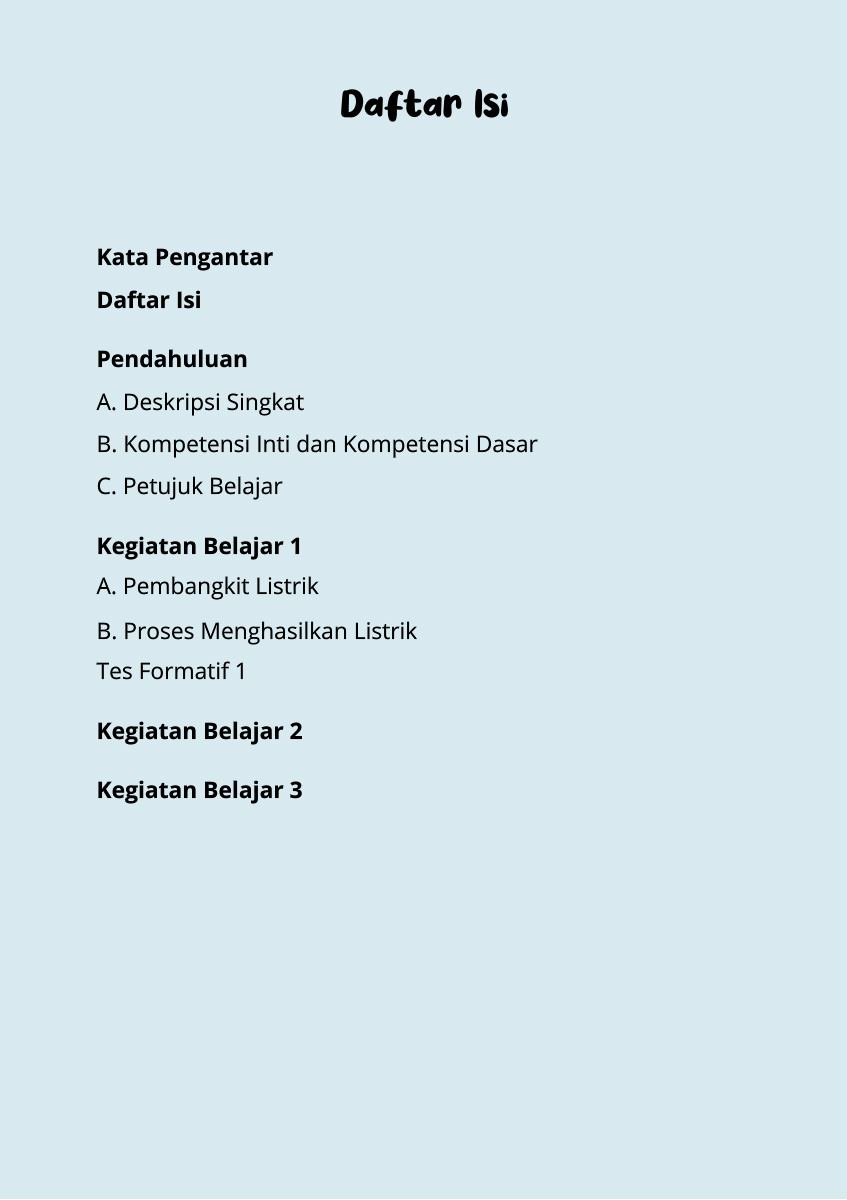 Daftar Isi
Kata Pengantar
Daftar Isi
Pendahuluan
A. Deskripsi Singkat
B. Kompetensi Inti dan Kompetensi Dasar
C. Petujuk Belajar
Kegiatan Belajar 1
A. Pembangkit Listrik
B. Proses Menghasilkan Listrik
Tes Formatif 1
Kegiatan Belajar 2
Kegiatan Belajar 3